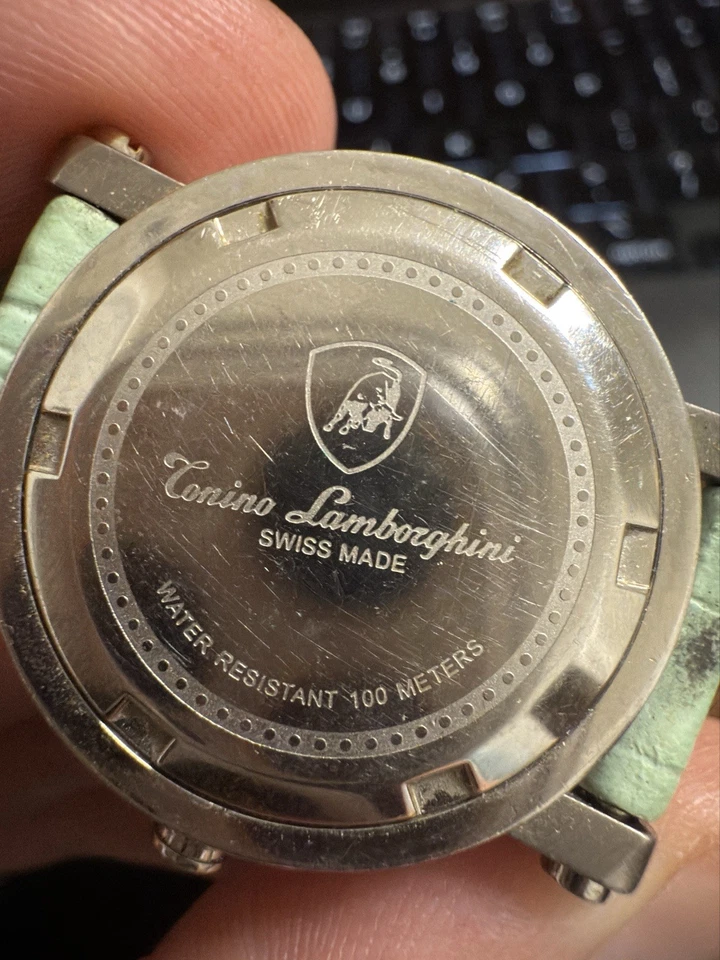 Tonino Lamborghini
SWISS MADE
WATER RESISTANT 100 METERS